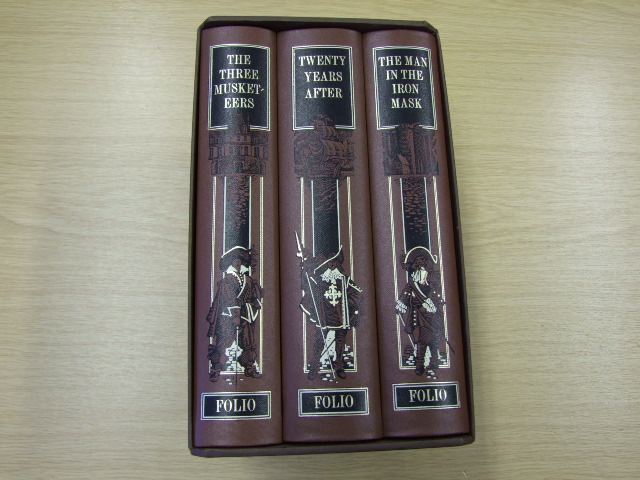 THE
THREE
MUSKET-
EERS
FOLIO
TWENTY
YEARS
AFTER
FOLIO
THE MAN
IN THE
IRON
MASK
FOLIO